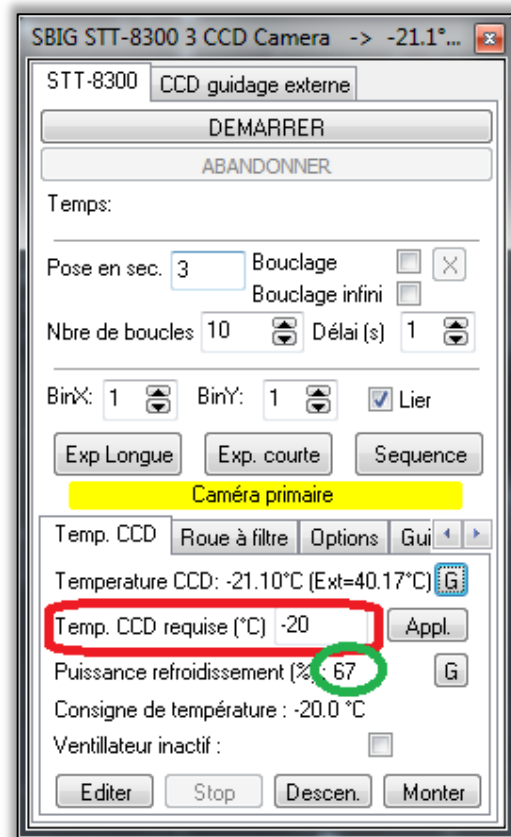 SBIG STT-8300 3 CCD Camera -> -21.1°...
STT-8300 CCD guidage externe
DEMARRER
ABANDONNER
Temps:
Pose en sec. 3 Bouclage X
Bouclage infini
Nbre de boucles 10 Délai (s) 1
BinX: 1 BinY: 1 Lier
Exp Longue Exp. courte Sequence
Caméra primaire
Temp. CCD Roue à filtre Options Gui
Temperature CCD: -21.10°C (Ext=40.17°C) G
Temp. CCD requise (°C) -20 Appl.
Puissance refroidissement (%) : 67 G
Consigne de température : -20.0 °C
Ventillateur inactif :
Editer Stop Descen. Monter